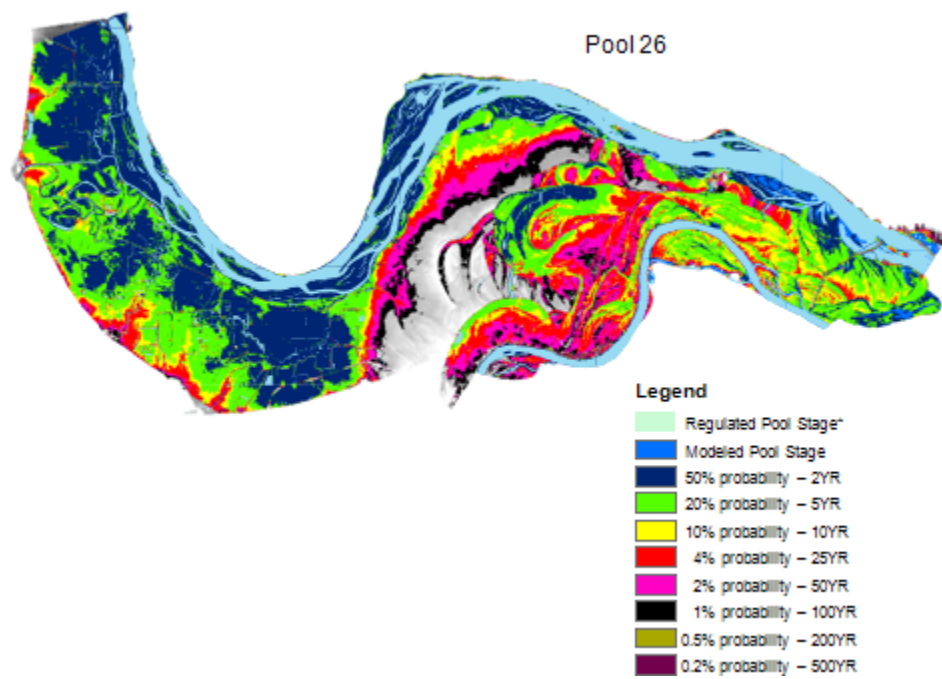 Pool 26
Legend
Regulated Pool Stage*
Modeled Pool Stage
50% probability – 2YR
20% probability – 5YR
10% probability – 10YR
4% probability – 25YR
2% probability – 50YR
1% probability – 100YR
0.5% probability – 200YR
0.2% probability – 500YR